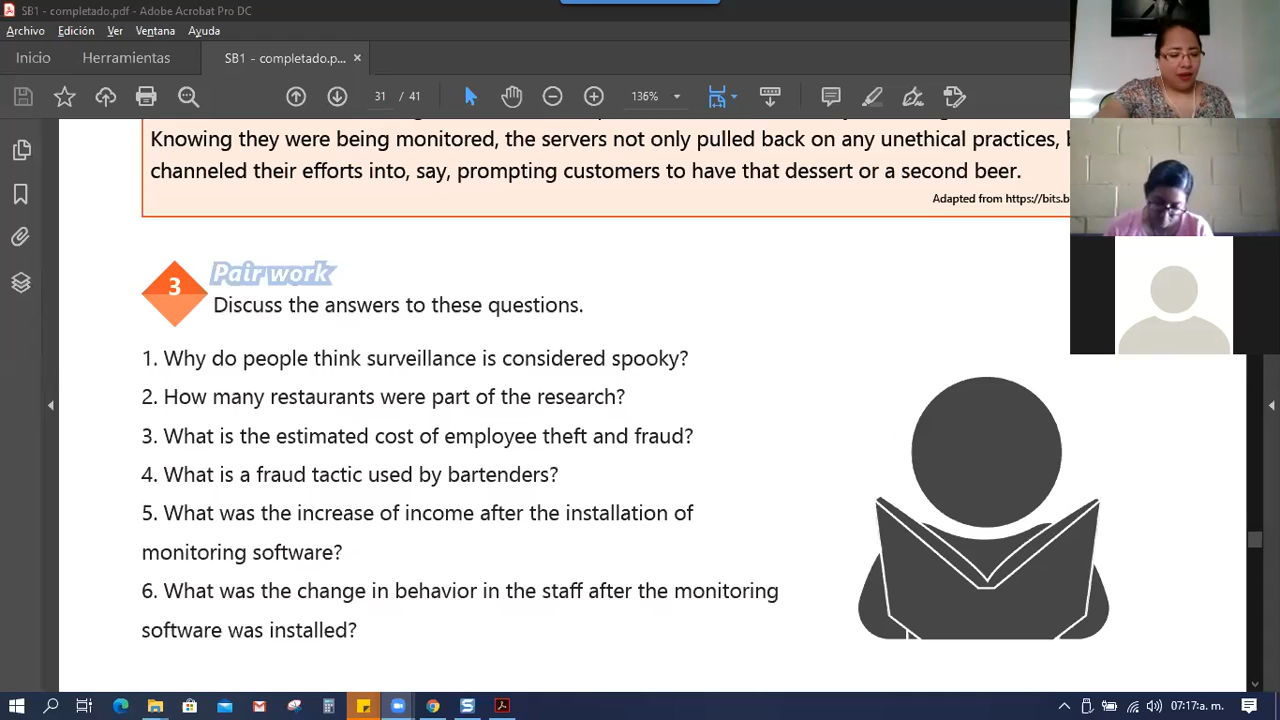 SB1 - completado.pdf - Adobe Acrobat Pro DC
Archivo Edición Ver Ventana Ayuda
Inicio Herramientas SB1 - completado.p... ×
31 / 41 136%
Knowing they were being monitored, the servers not only pulled back on any unethical practices,
channeled their efforts into, say, prompting customers to have that dessert or a second beer.
Adapted from https://bits.b
3 Pair work
Discuss the answers to these questions.
1. Why do people think surveillance is considered spooky?
2. How many restaurants were part of the research?
3. What is the estimated cost of employee theft and fraud?
4. What is a fraud tactic used by bartenders?
5. What was the increase of income after the installation of
monitoring software?
6. What was the change in behavior in the staff after the monitoring
software was installed?
07:17 a. m.